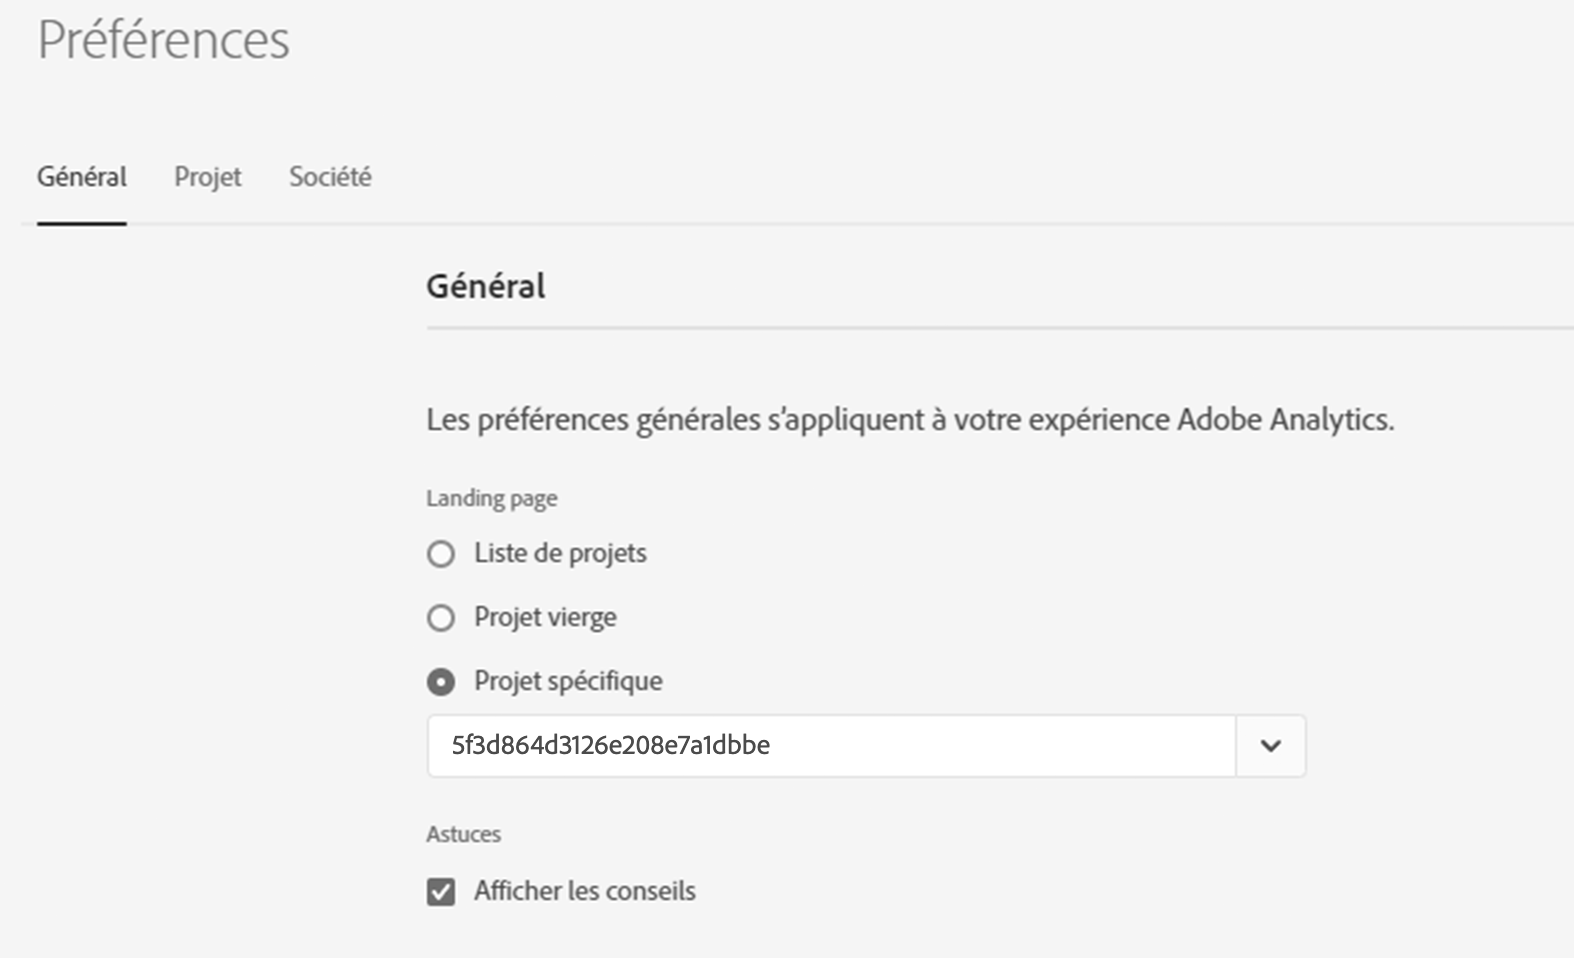 Préférences
Général Projet Société
Général
Les préférences générales s’appliquent à votre expérience Adobe Analytics.
Landing page
Liste de projets
Projet vierge
Projet spécifique
5f3d864d3126e208e7a1dbbe
Astuces
Afficher les conseils